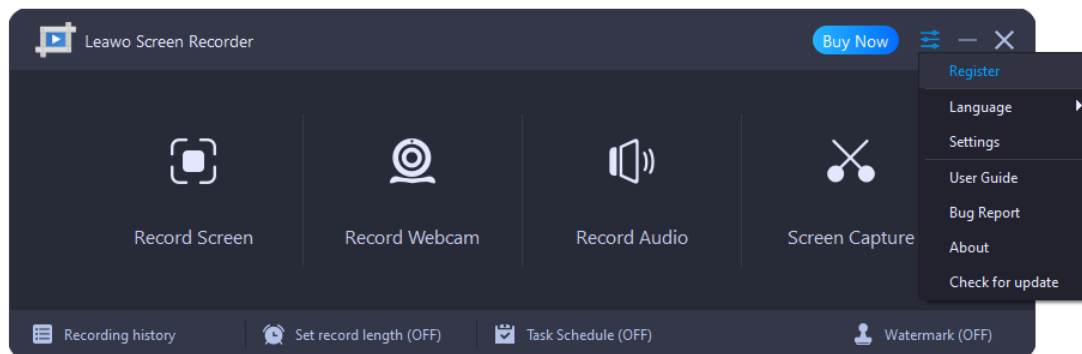 Leawo Screen Recorder
Buy Now
Register
Language
Settings
User Guide
Bug Report
About
Check for update
Record Screen
Record Webcam
Record Audio
Screen Capture
Recording history
Set record length (OFF)
Task Schedule (OFF)
Watermark (OFF)